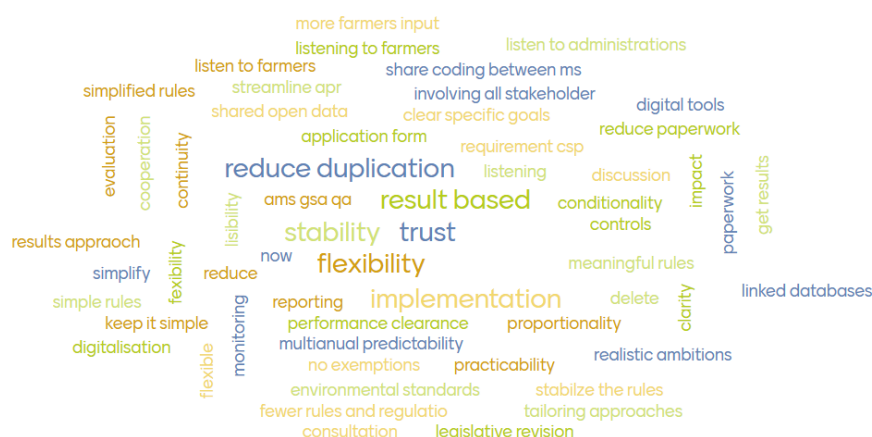 more farmers input
listening to farmers
listen to administrations
listen to farmers
share coding between ms
simplified rules
streamline apr
involving all stakeholder
digital tools
shared open data
clear specific goals
reduce paperwork
evaluation
cooperation
continuity
application form
requirement csp
reduce duplication
listening
discussion
impact
paperwork
get results
lisibility
ams gsa qa
result based
conditionality
controls
results appraoch
stability
trust
fexibility
now
flexibility
meaningful rules
simplify
reduce
simple rules
monitoring
reporting
implementation
delete
clarity
linked databases
keep it simple
performance clearance
proportionality
digitalisation
flexible
multianual predictability
realistic ambitions
no exemptions
practicability
environmental standards
stabilze the rules
fewer rules and regulatio
tailoring approaches
consultation
legislative revision